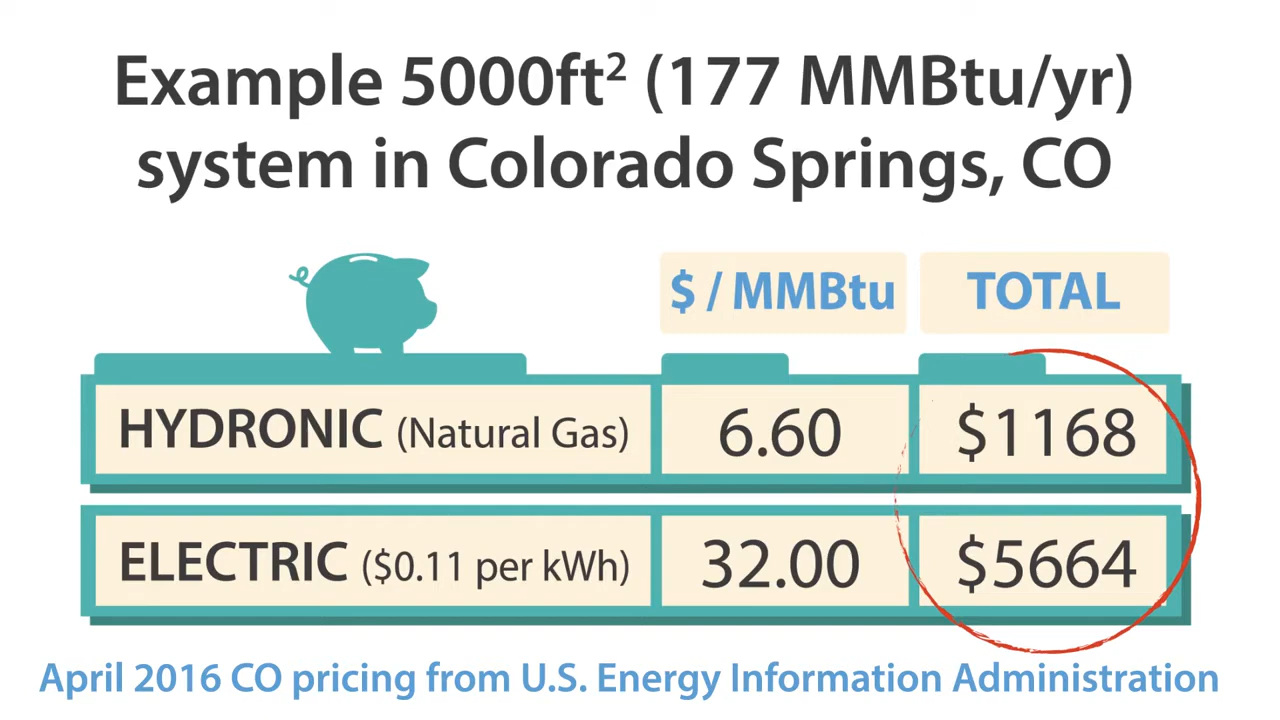 Example 5000ft² (177 MMBtu/yr)
system in Colorado Springs, CO
$ / MMBtu TOTAL
HYDRONIC (Natural Gas) 6.60 $1168
ELECTRIC ($0.11 per kWh) 32.00 $5664
April 2016 CO pricing from U.S. Energy Information Administration